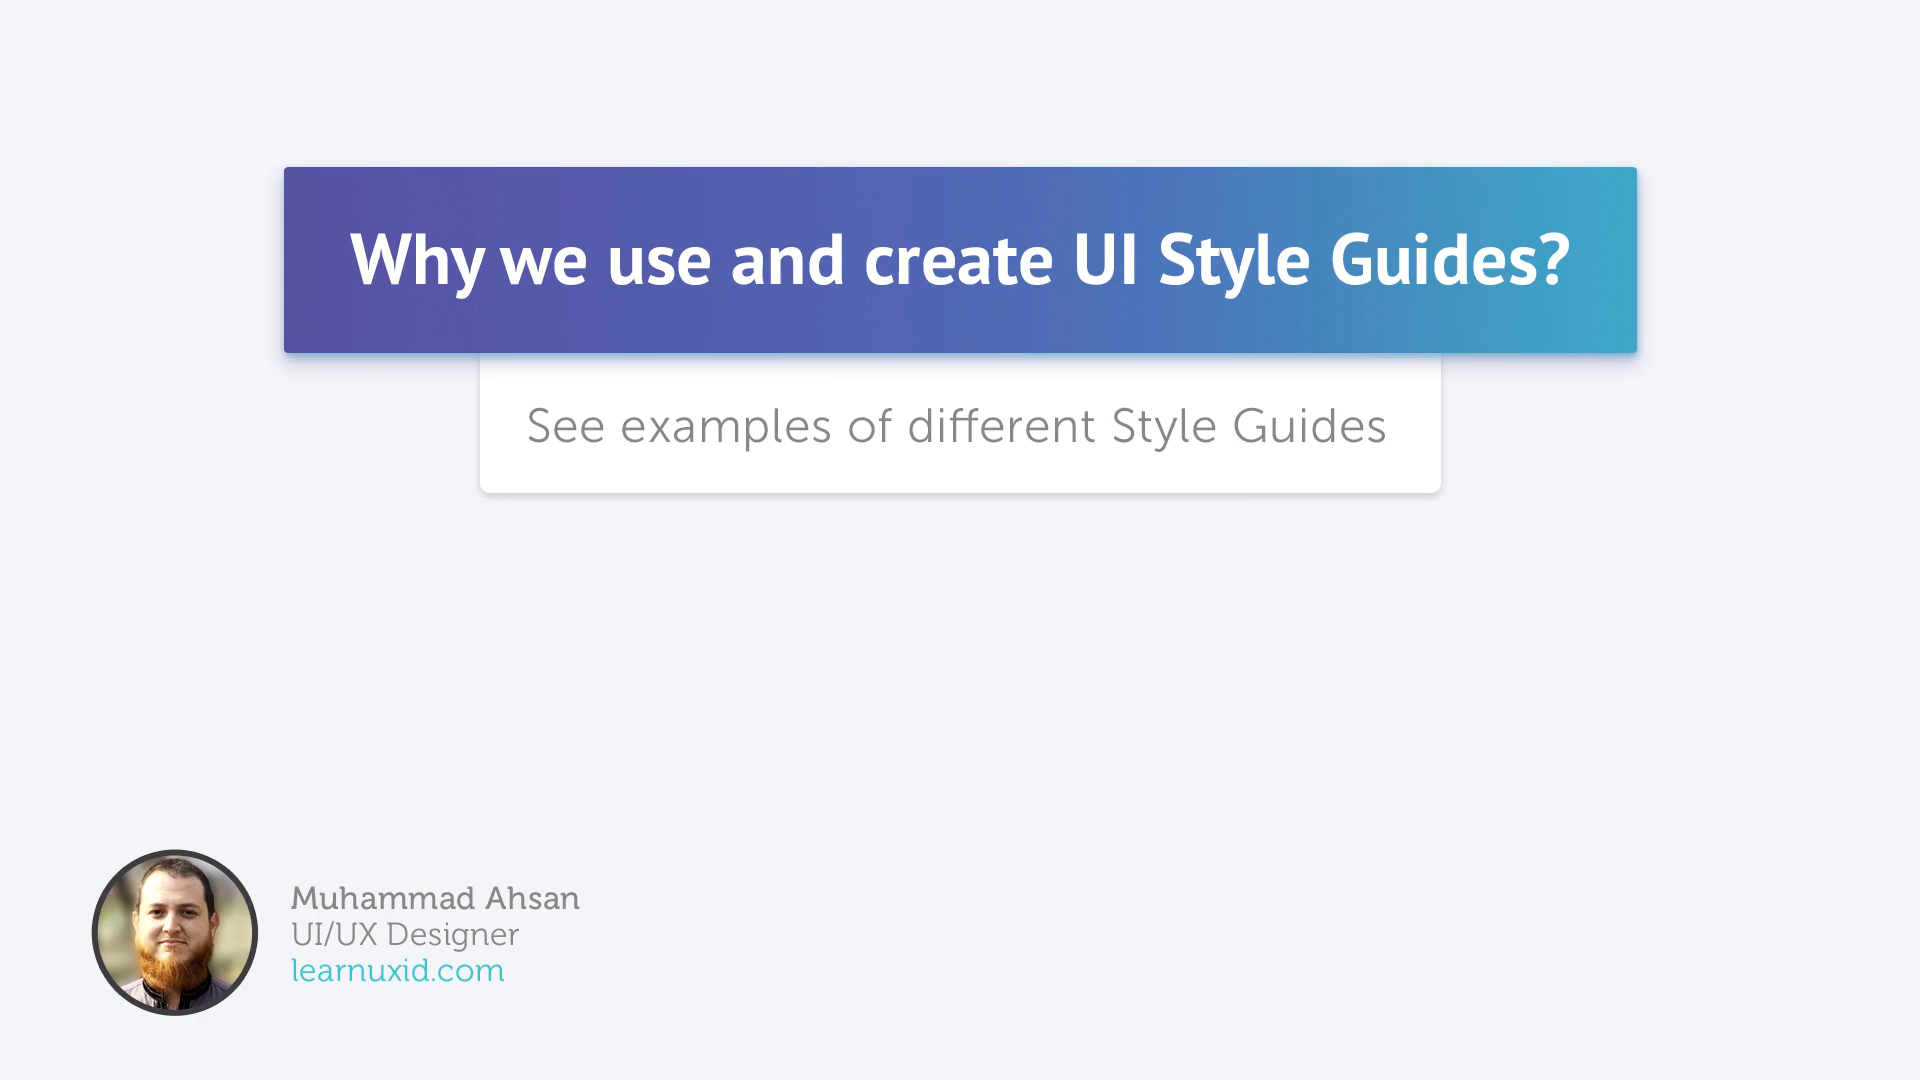 Why we use and create UI Style Guides?
See examples of different Style Guides
Muhammad Ahsan
UI/UX Designer
learnuxid.com